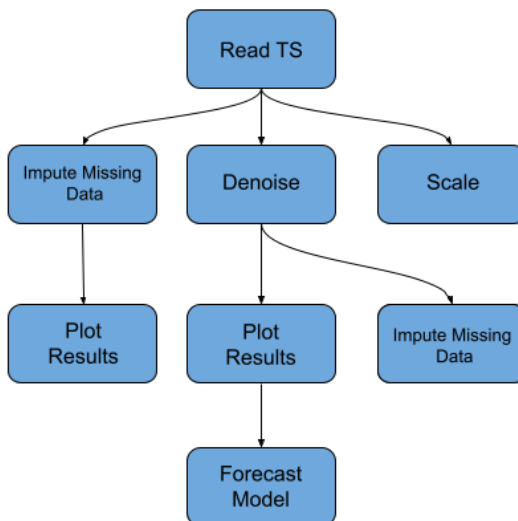 Read TS
Impute Missing
Data
Denoise
Scale
Plot
Results
Plot
Results
Impute Missing
Data
Forecast
Model